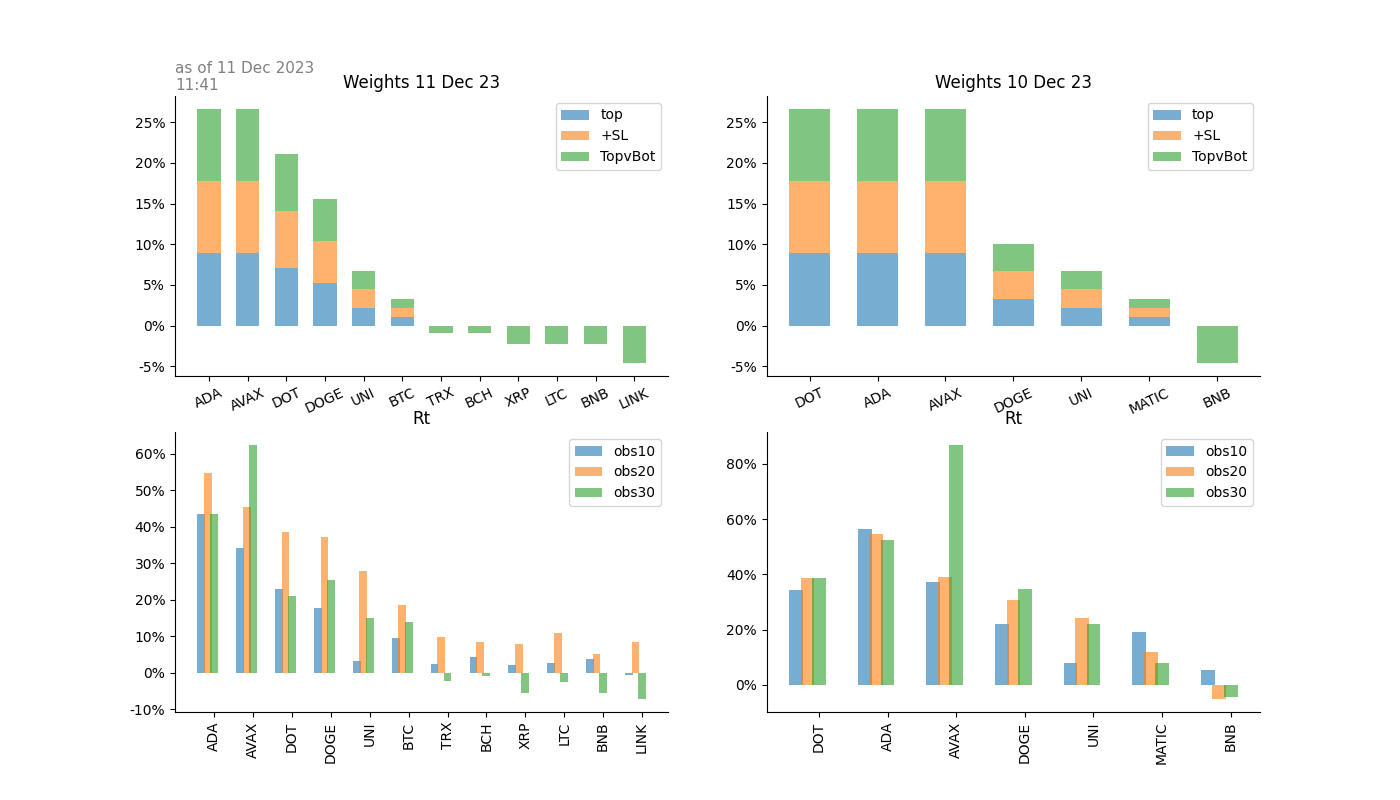 as of 11 Dec 2023
11:41
Weights 11 Dec 23
25%
20%
15%
10%
5%
0%
-5%
top
+SL
TopvBot
ADA AVAX DOT DOGE UNI BTC TRX BCH XRP LTC BNB LINK
Weights 10 Dec 23
25%
20%
15%
10%
5%
0%
-5%
top
+SL
TopvBot
DOT ADA AVAX DOGE UNI MATIC BNB
Rt
60%
50%
40%
30%
20%
10%
0%
-10%
obs10
obs20
obs30
ADA AVAX DOT DOGE UNI BTC TRX BCH XRP LTC BNB LINK
Rt
80%
60%
40%
20%
0%
obs10
obs20
obs30
DOT ADA AVAX DOGE UNI MATIC BNB